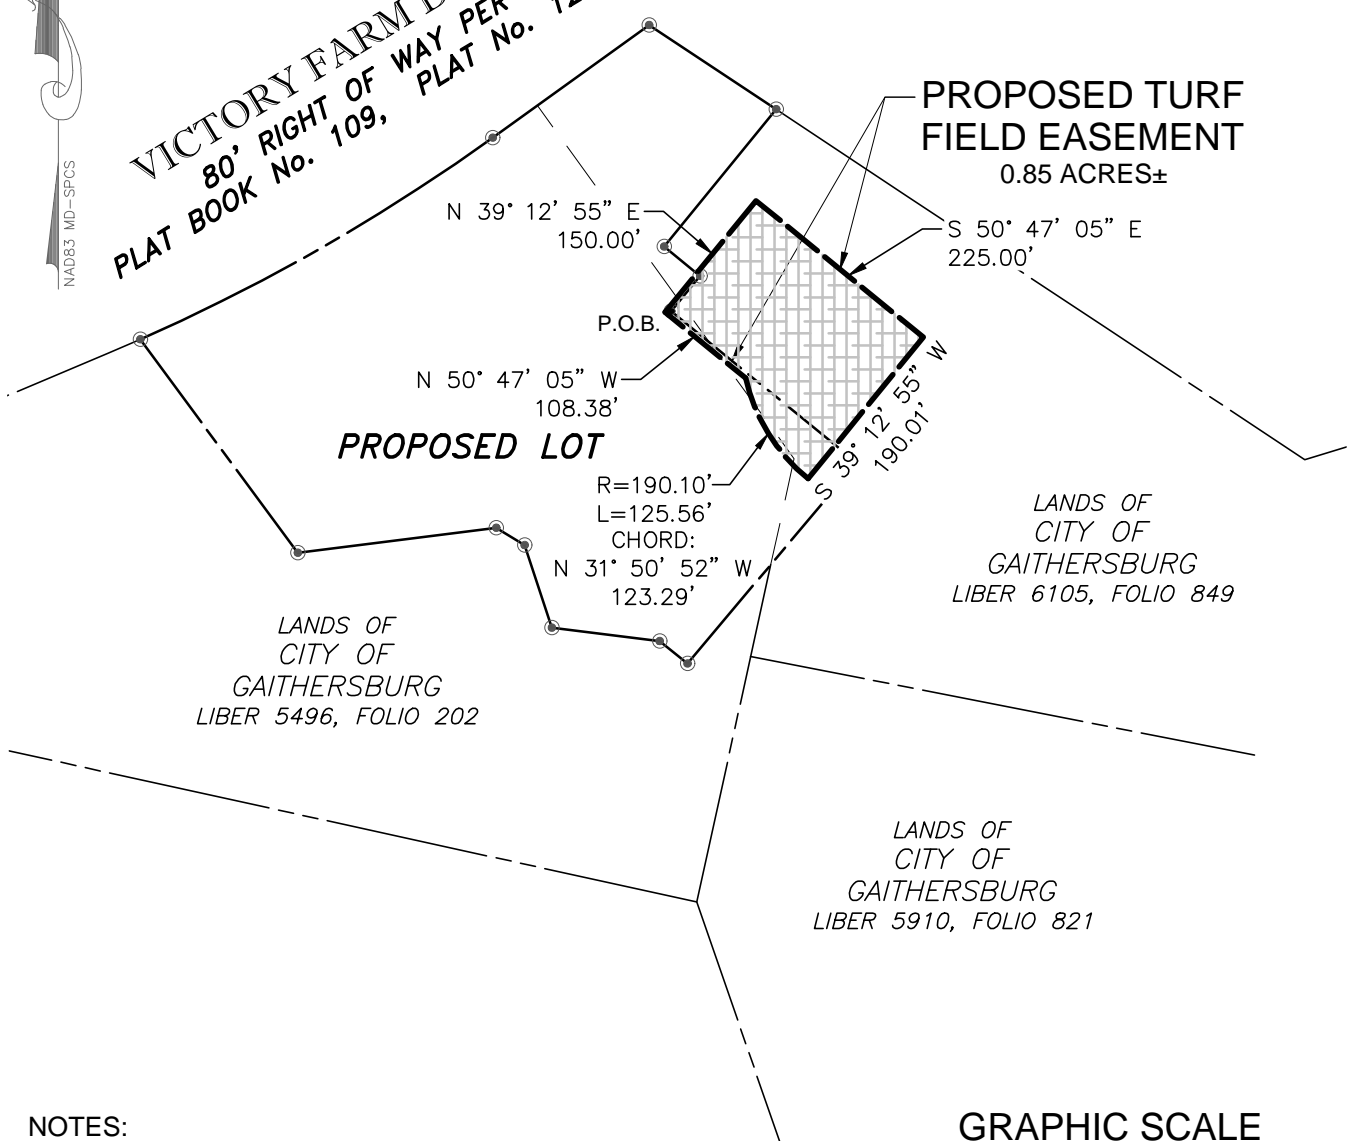 VICTORY FARM
80' RIGHT OF WAY PER
PLAT BOOK No. 109, PLAT No.
NAD83 MD-SPCS
PROPOSED TURF
FIELD EASEMENT
0.85 ACRES±
N 39° 12' 55" E
150.00'
S 50° 47' 05" E
225.00'
P.O.B.
N 50° 47' 05" W
108.38'
S 39° 12' 55" W
190.01'
PROPOSED LOT
R=190.10'
L=125.56'
CHORD:
N 31° 50' 52" W
123.29'
LANDS OF
CITY OF
GAITHERSBURG
LIBER 6105, FOLIO 849
LANDS OF
CITY OF
GAITHERSBURG
LIBER 5496, FOLIO 202
LANDS OF
CITY OF
GAITHERSBURG
LIBER 5910, FOLIO 821
NOTES:
GRAPHIC SCALE